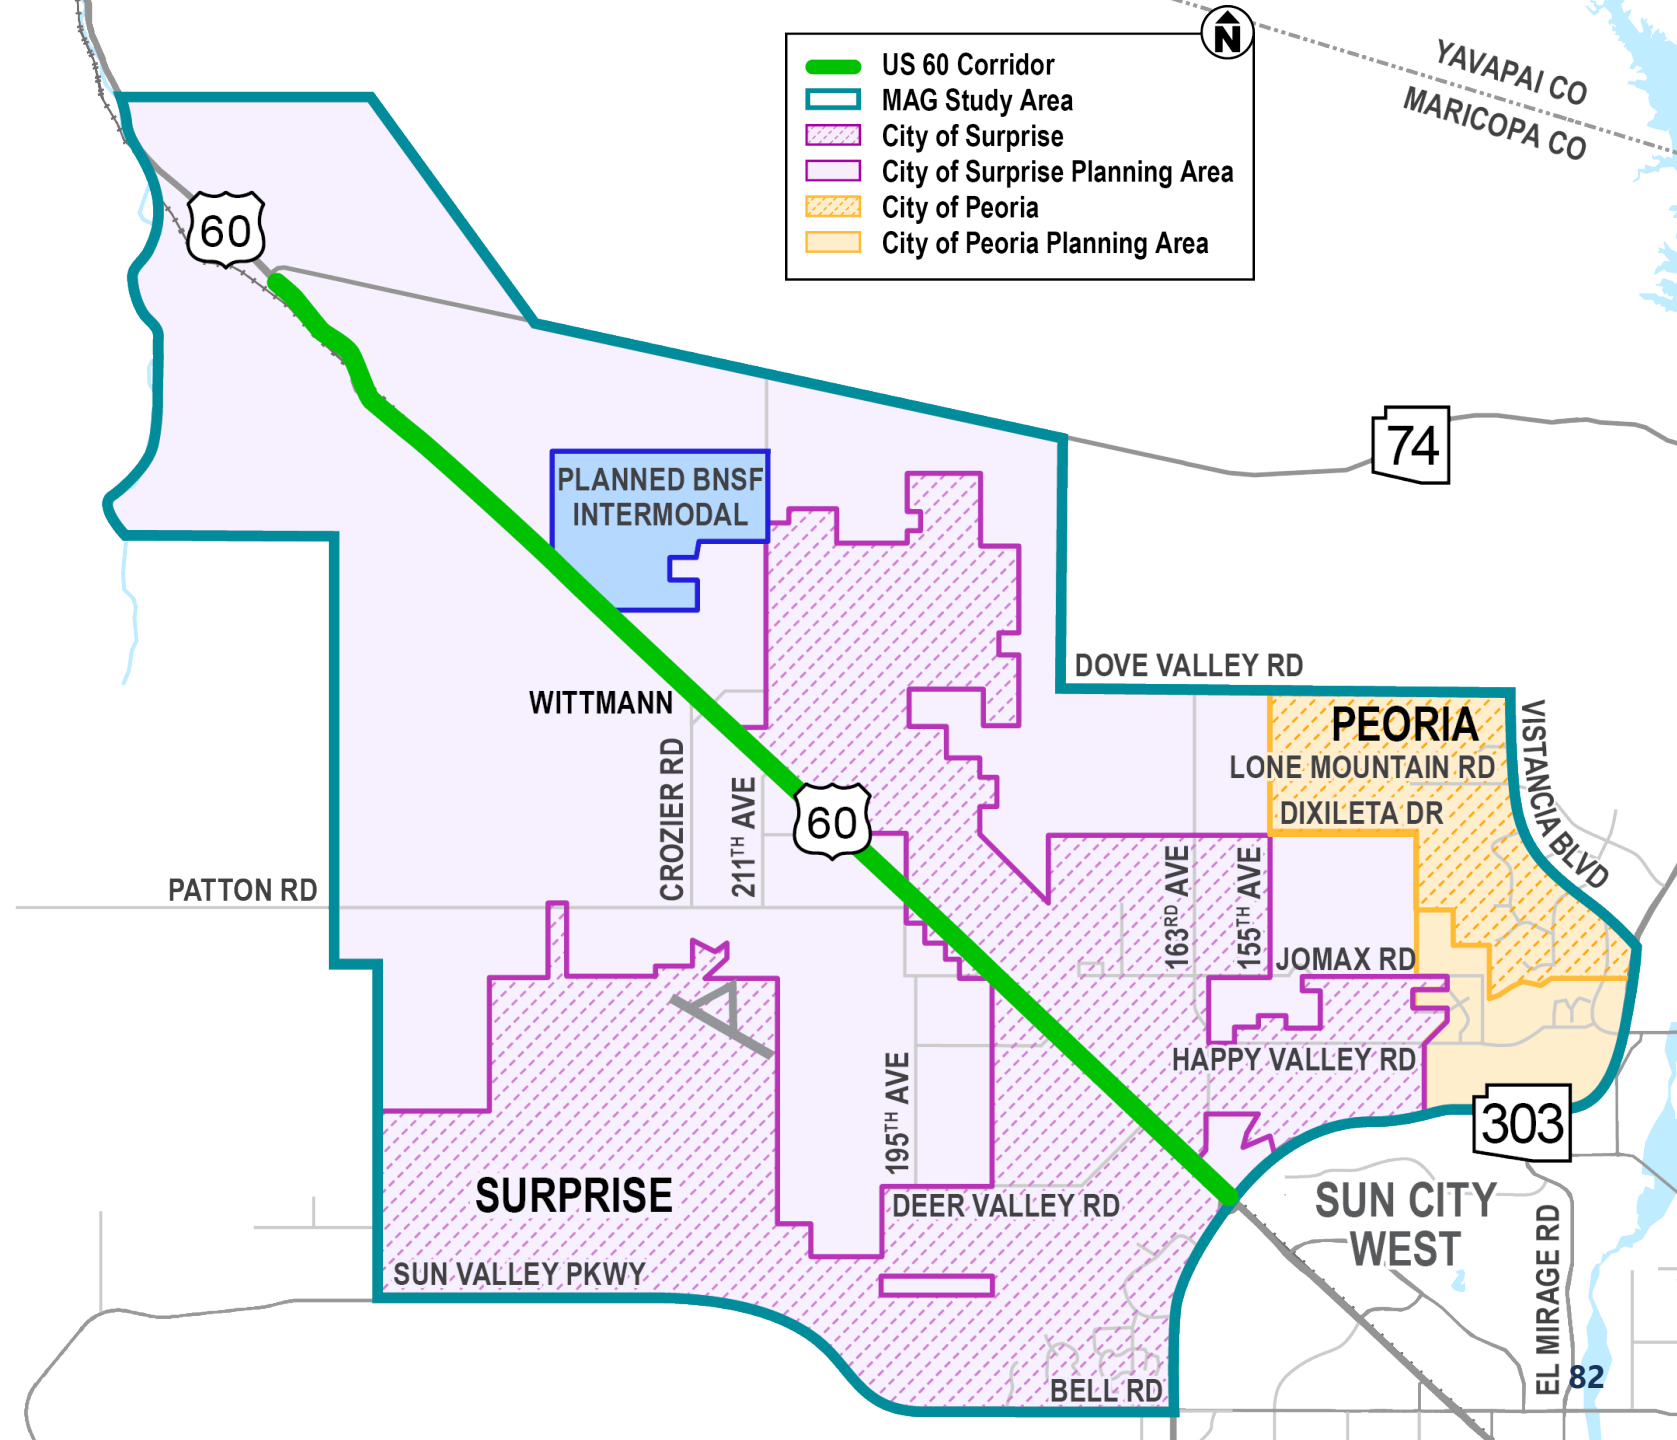 YAVAPAI CO
MARICOPA CO
N
US 60 Corridor
MAG Study Area
City of Surprise
City of Surprise Planning Area
City of Peoria
City of Peoria Planning Area
60
74
PLANNED BNSF
INTERMODAL
DOVE VALLEY RD
WITTMANN
PEORIA
LONE MOUNTAIN RD
DIXILETA DR
VISTANCIA BLVD
CROZIER RD
211TH AVE
60
163RD AVE
155TH AVE
PATTON RD
JOMAX RD
HAPPY VALLEY RD
195TH AVE
303
SURPRISE
DEER VALLEY RD
SUN CITY
WEST
SUN VALLEY PKWY
EL MIRAGE RD
BELL RD
82